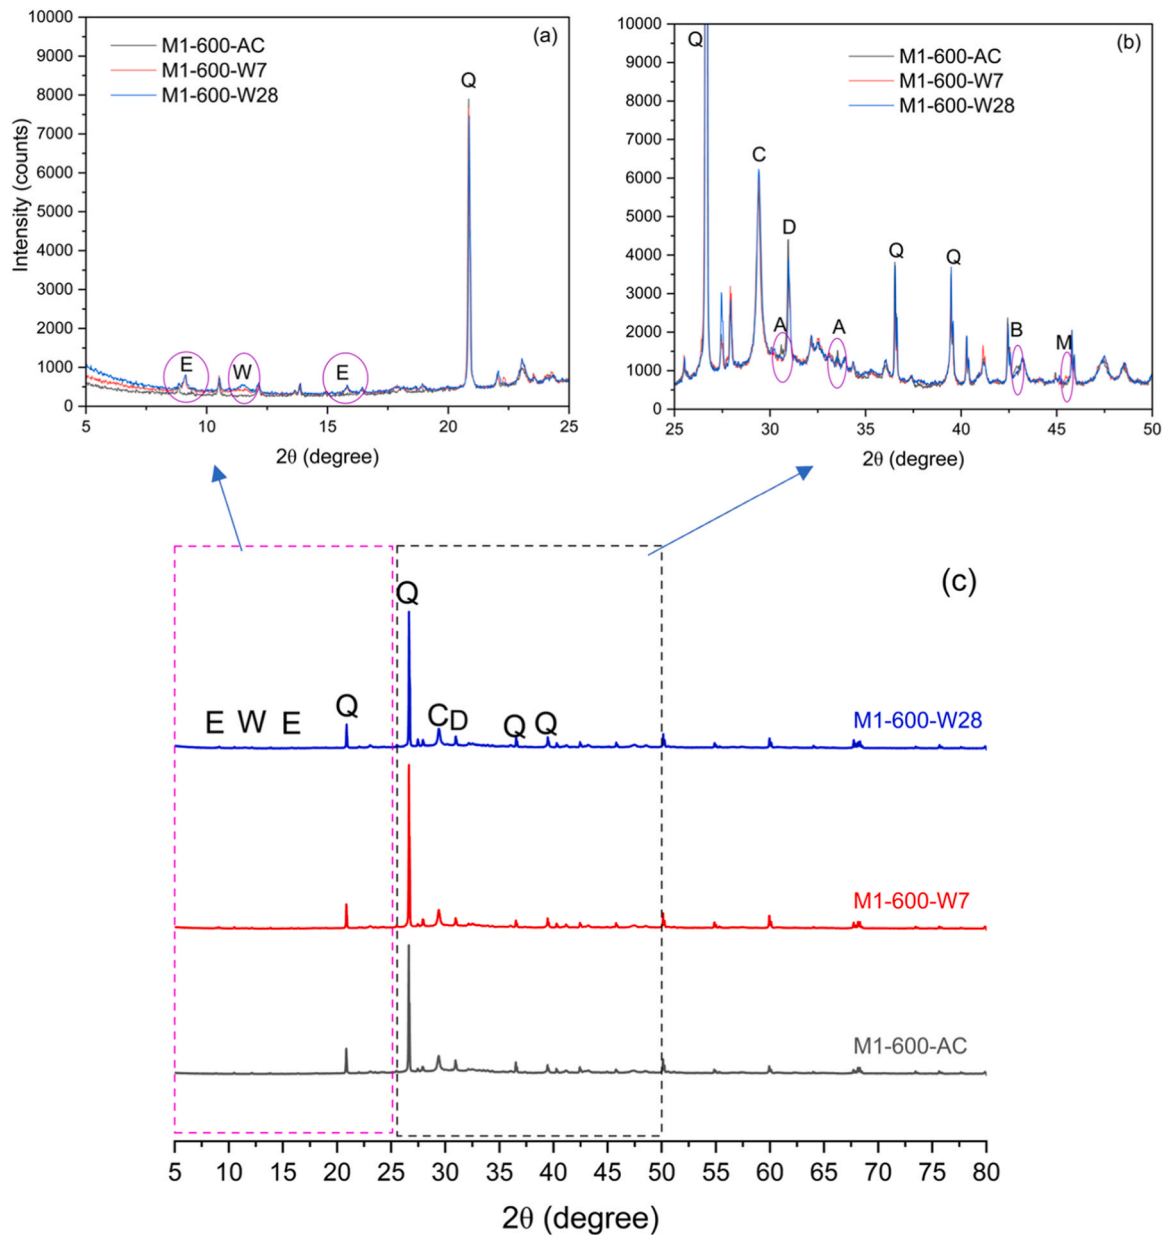 (a)
M1-600-AC
M1-600-W7
M1-600-W28
Q
E
W
E
10000
9000
8000
7000
6000
5000
4000
3000
2000
1000
0
Intensity (counts)
5 10 15 20 25
2θ (degree)
(b)
M1-600-AC
M1-600-W7
M1-600-W28
Q
C
D
A
A
Q
Q
B
M
10000
9000
8000
7000
6000
5000
4000
3000
2000
1000
0
25 30 35 40 45 50
2θ (degree)
(c)
Q
E W E Q C D Q Q
M1-600-W28
M1-600-W7
M1-600-AC
5 10 15 20 25 30 35 40 45 50 55 60 65 70 75 80
2θ (degree)